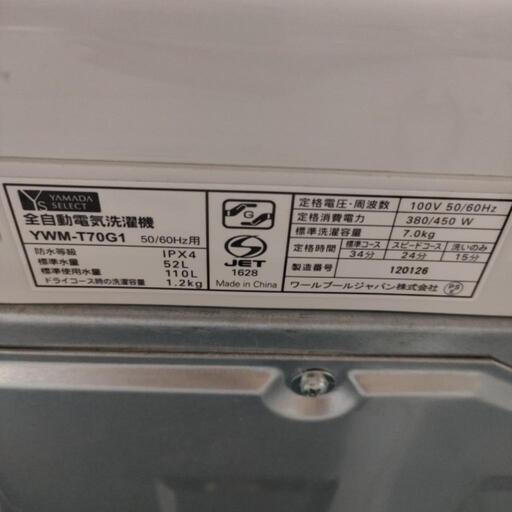 Ys YAMADA SELECT
全自動電気洗濯機
YWM-T70G1 50/60Hz用
防水等級 IPX4
標準水量 52L
標準使用水量 110L
ドライコース時の洗濯容量 1.2kg
G
JET
1628
Made in China
定格電圧・周波数 100V 50/60Hz
定格消費電力 380/450 W
標準洗濯容量 7.0kg
定格時間 標準コース 34分 スピードコース 24分 洗いのみ 15分
製造番号 120126
ワールプールジャパン株式会社
PS E